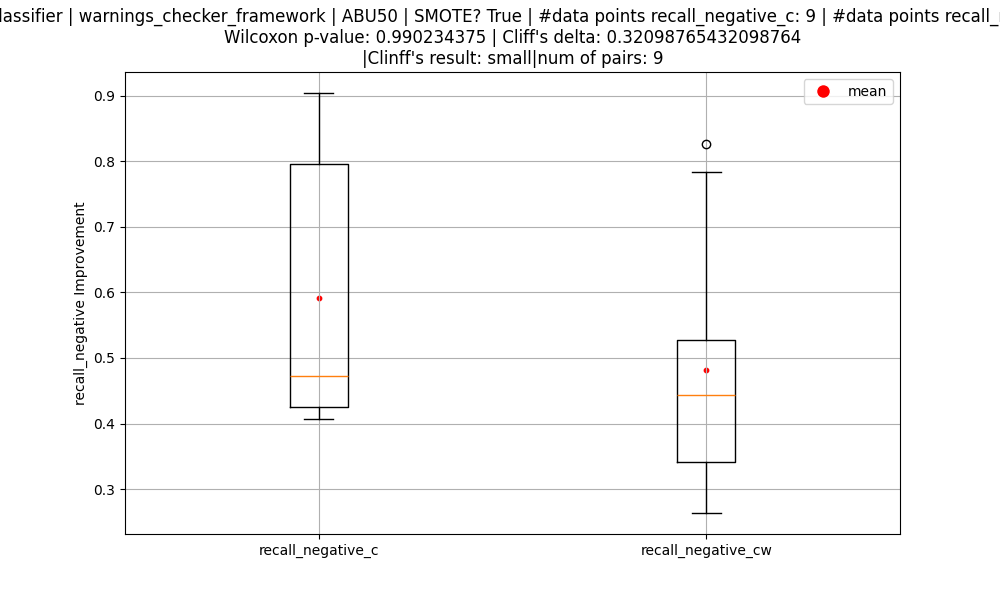 lassifier | warnings_checker_framework | ABU50 | SMOTE? True | #data points recall_negative_c: 9 | #data points recall_
Wilcoxon p-value: 0.990234375 | Cliff's delta: 0.32098765432098764
|Clinff's result: small|num of pairs: 9
mean
0.9
0.8
0.7
0.6
0.5
0.4
0.3
recall_negative Improvement
recall_negative_c
recall_negative_cw